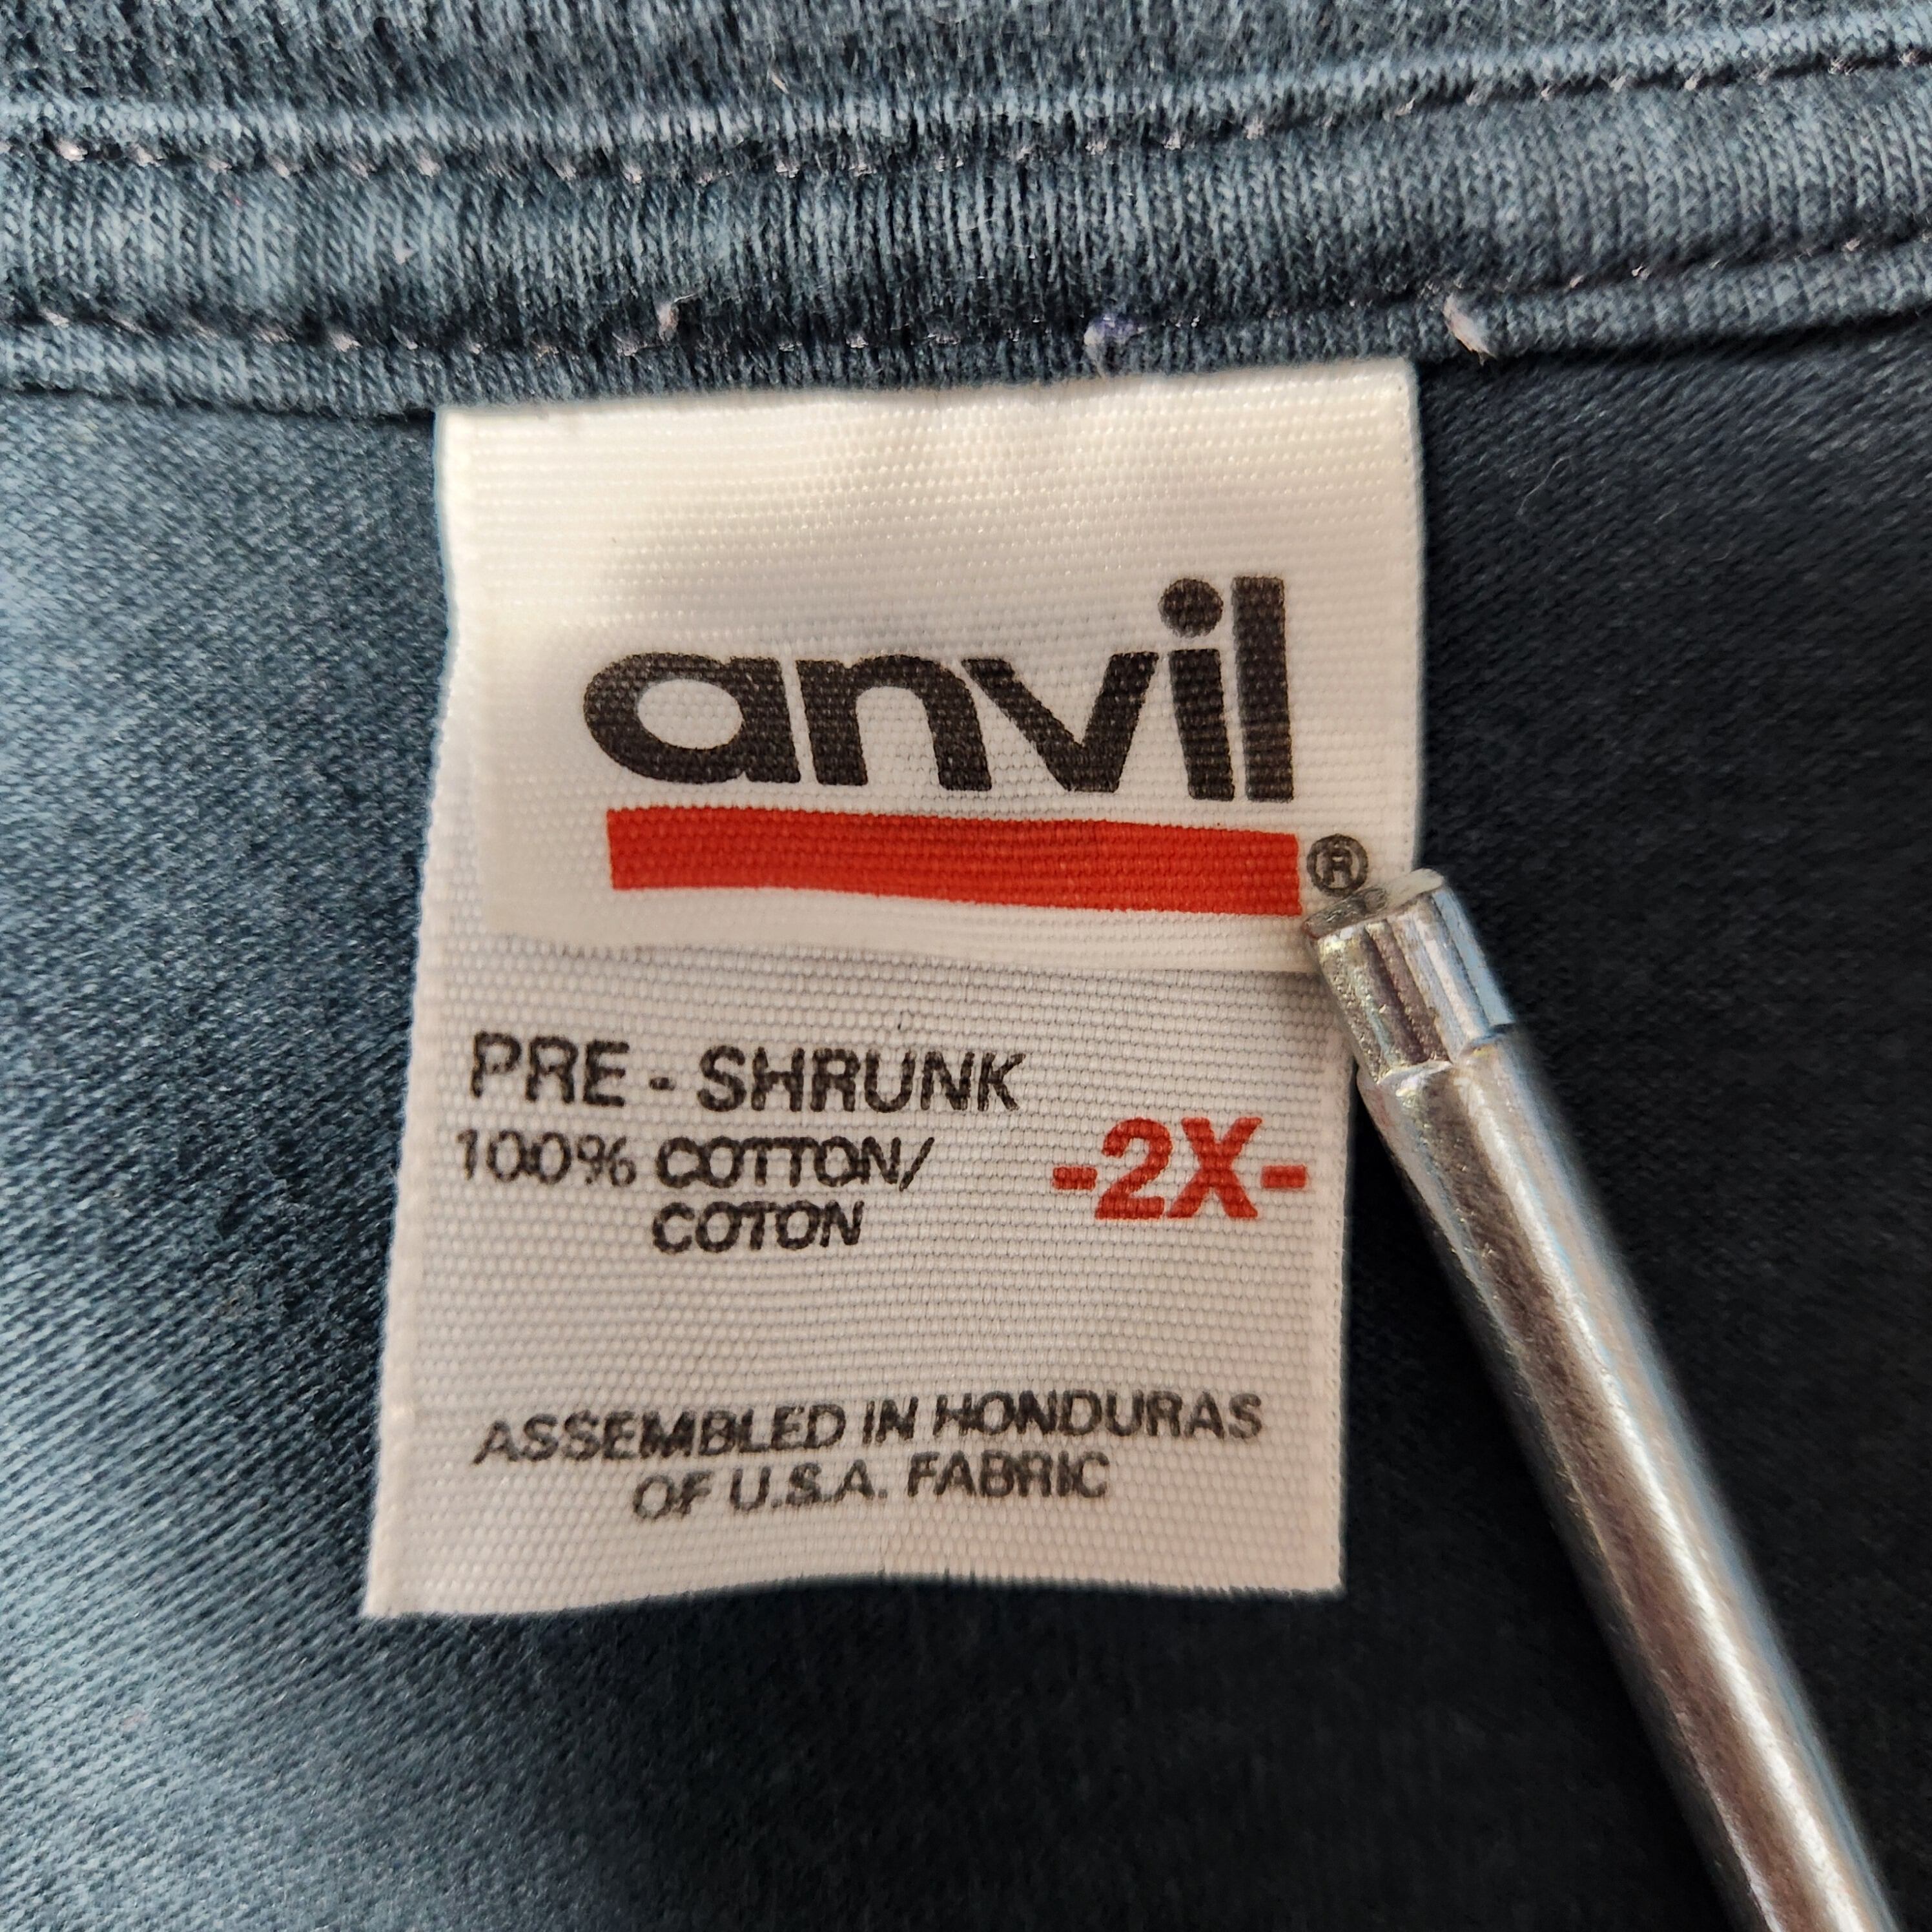 anvil
®
PRE - SHRUNK
100% COTTON/
COTON
-2X-
ASSEMBLED IN HONDURAS
OF U.S.A. FABRIC